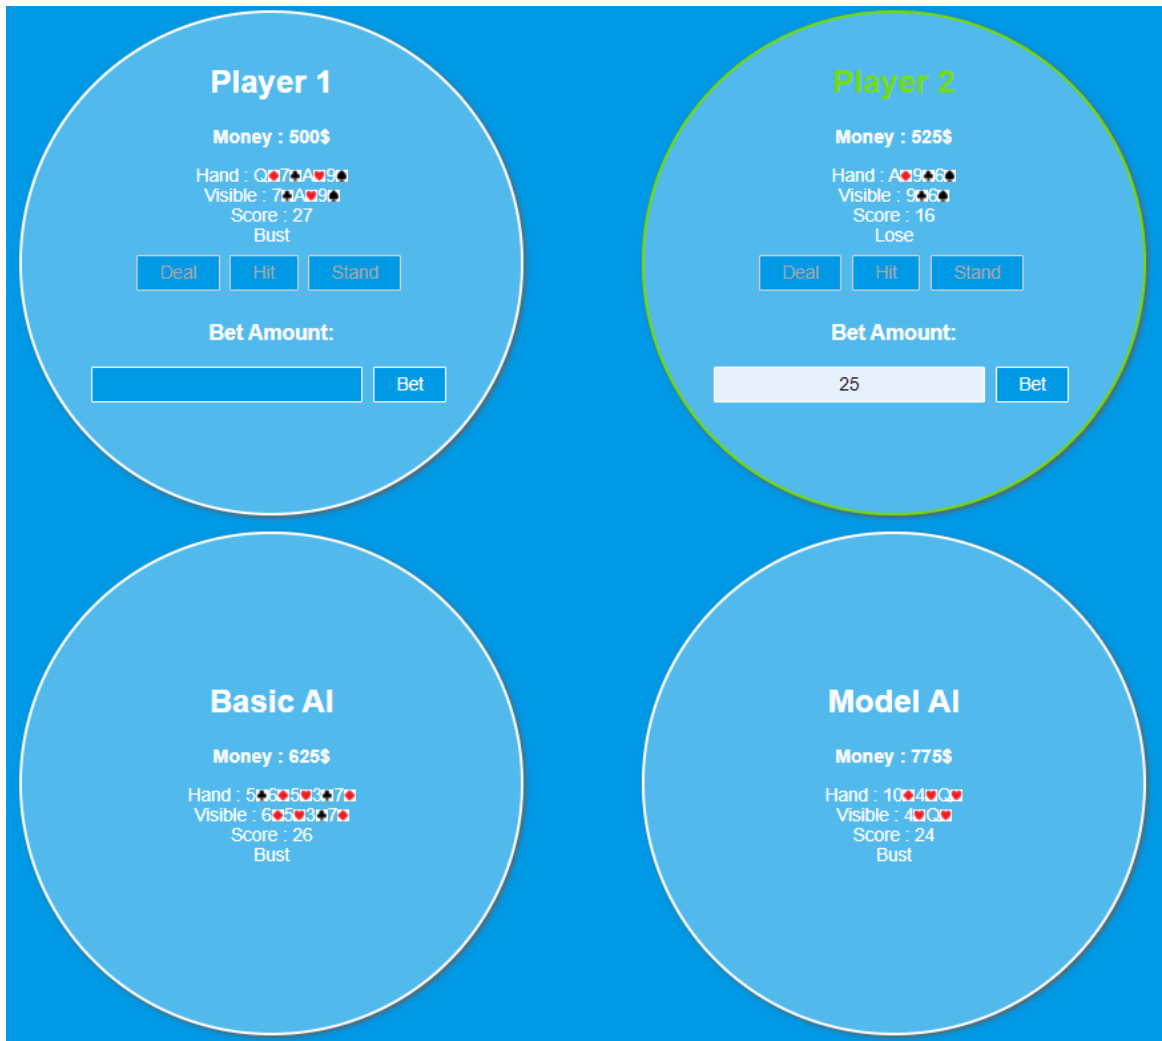 Player 1
Money : 500$
Hand : Q♦7♣A♥9♠
Visible : 7♣A♥9♠
Score : 27
Bust
Deal Hit Stand
Bet Amount:
Bet
Player 2
Money : 525$
Hand : A♦9♣6♠
Visible : 9♣6♠
Score : 16
Lose
Deal Hit Stand
Bet Amount:
25 Bet
Basic AI
Money : 625$
Hand : 5♣6♦5♥3♣7♦
Visible : 6♦5♥3♣7♦
Score : 26
Bust
Model AI
Money : 775$
Hand : 10♦4♥Q♥
Visible : 4♥Q♥
Score : 24
Bust